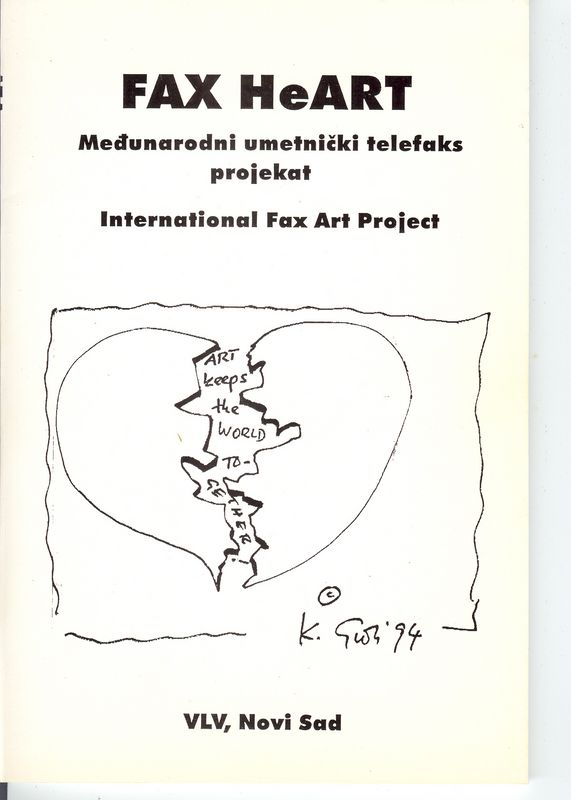 FAX HeART
Međunarodni umetnički telefaks
projekat
International Fax Art Project
ART
keeps
the
WORLD
TO-
GE
THER
!
©
K. '94
VLV, Novi Sad